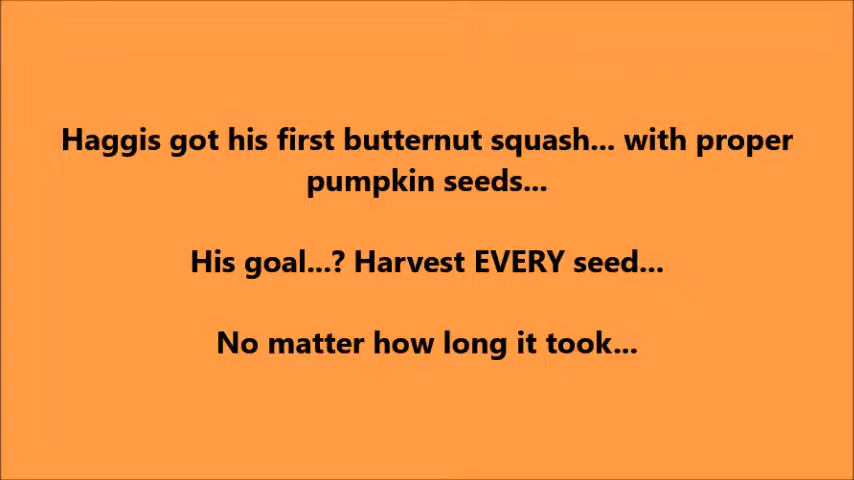 Haggis got his first butternut squash... with proper
pumpkin seeds...
His goal...? Harvest EVERY seed...
No matter how long it took...